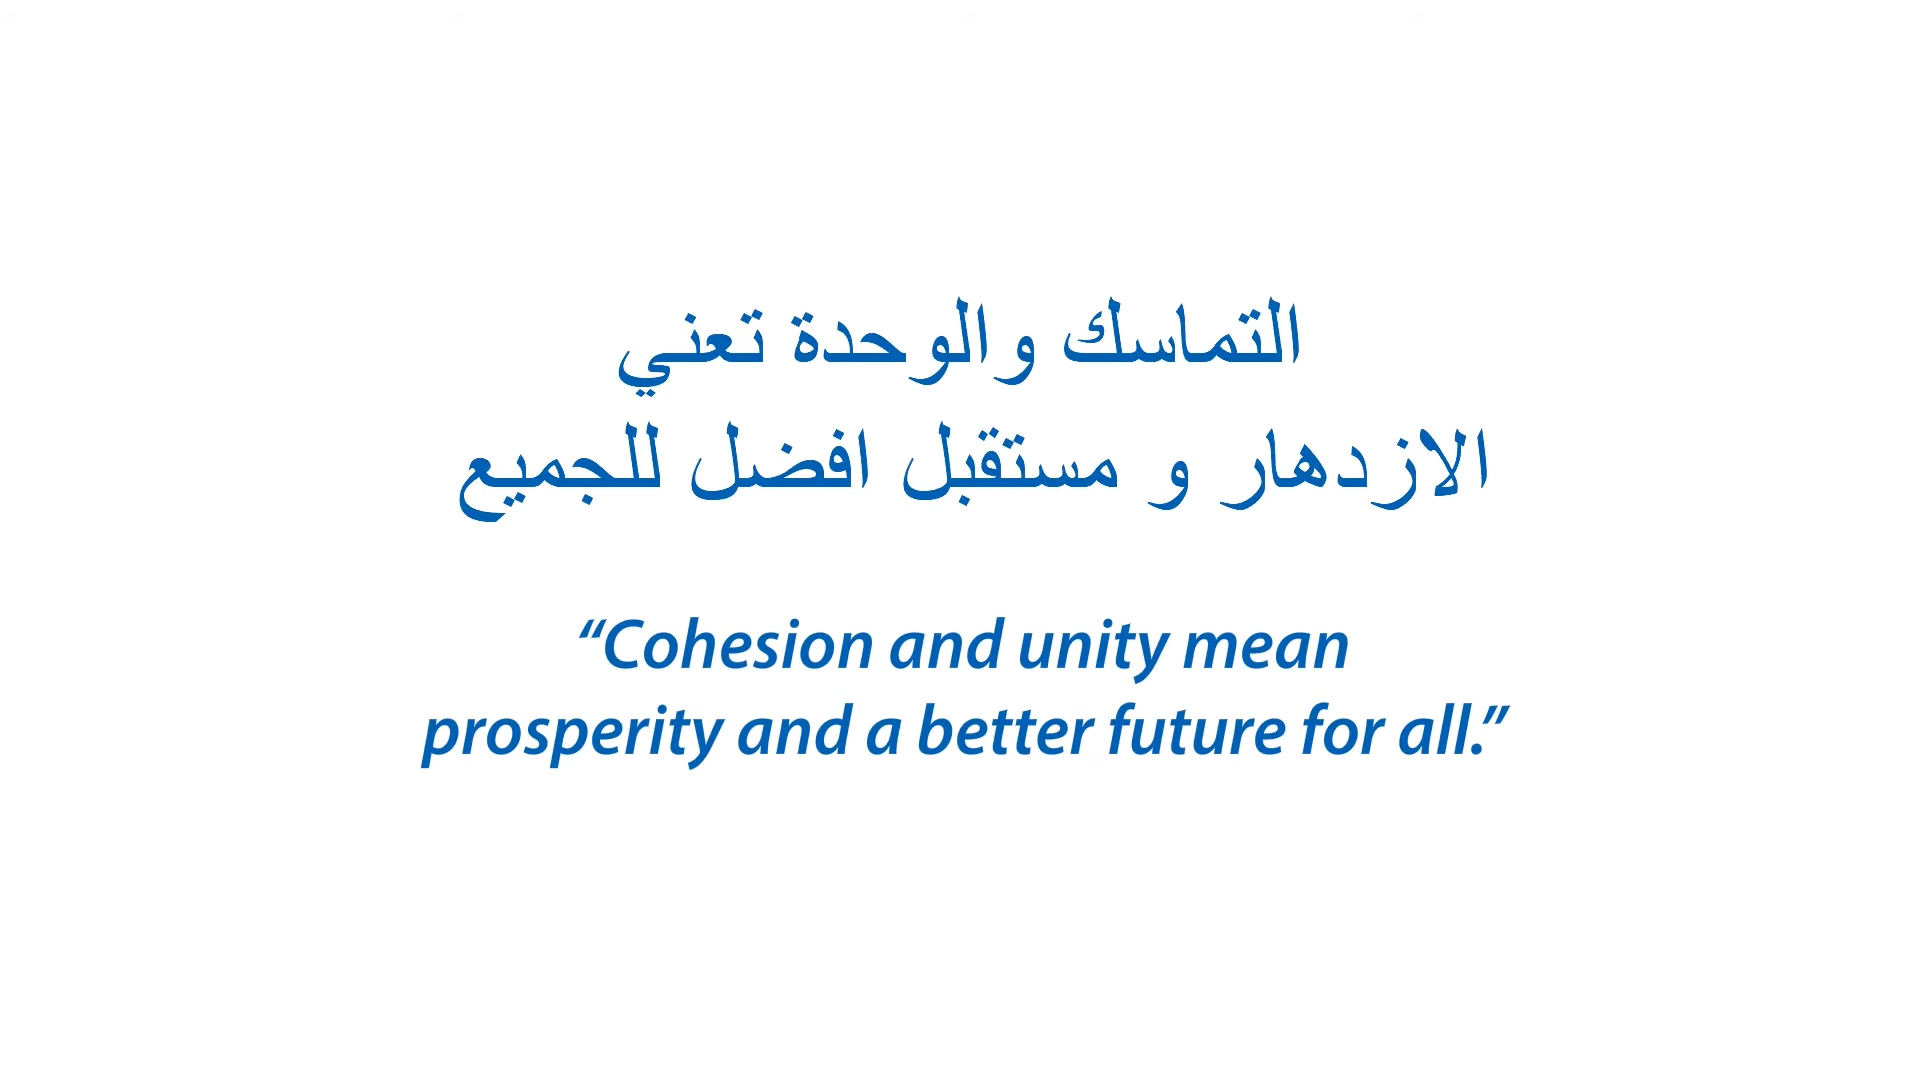 التماسك والوحدة تعني
الازدهار و مستقبل افضل للجميع
“Cohesion and unity mean
prosperity and a better future for all.”